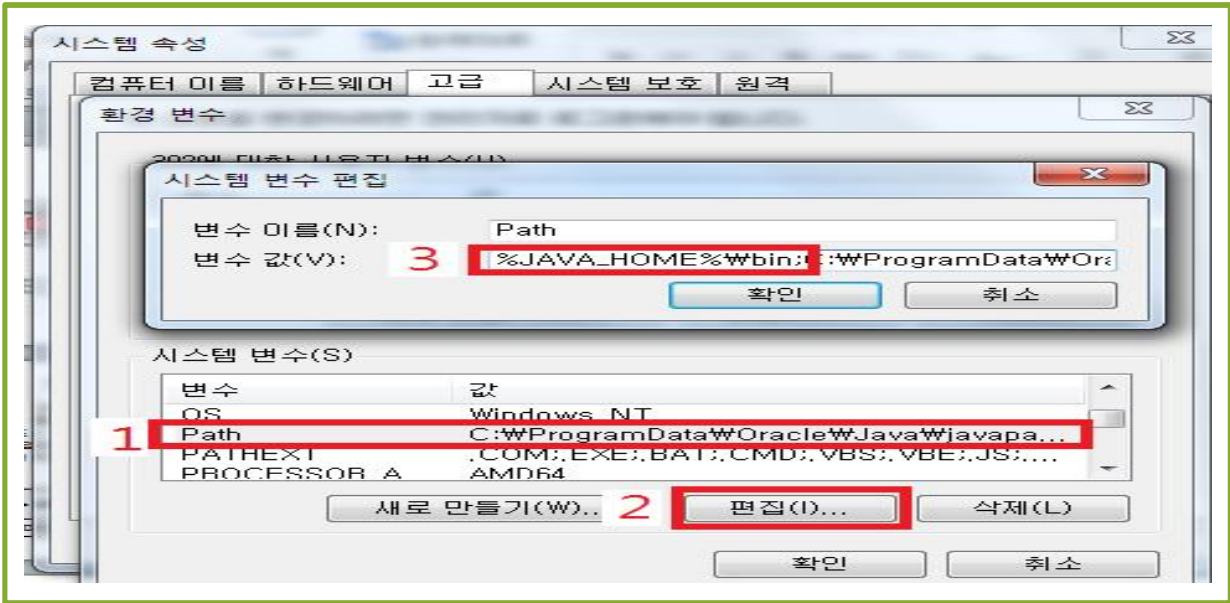 시스템 속성
컴퓨터 이름 하드웨어 고급 시스템 보호 원격
환경 변수
시스템 변수 편집
변수 이름(N): Path
변수 값(V): 3 %JAVA_HOME%₩bin;C:₩ProgramData₩Ora
확인 취소
시스템 변수(S)
변수 값
OS Windows_NT
1 Path C:₩ProgramData₩Oracle₩Java₩javapa...
PATHEXT .COM;.EXE;.BAT;.CMD;.VBS;.VBE;.JS;....
PROCESSOR_A... AMD64
새로 만들기(W)... 2 편집(I)... 삭제(L)
확인 취소